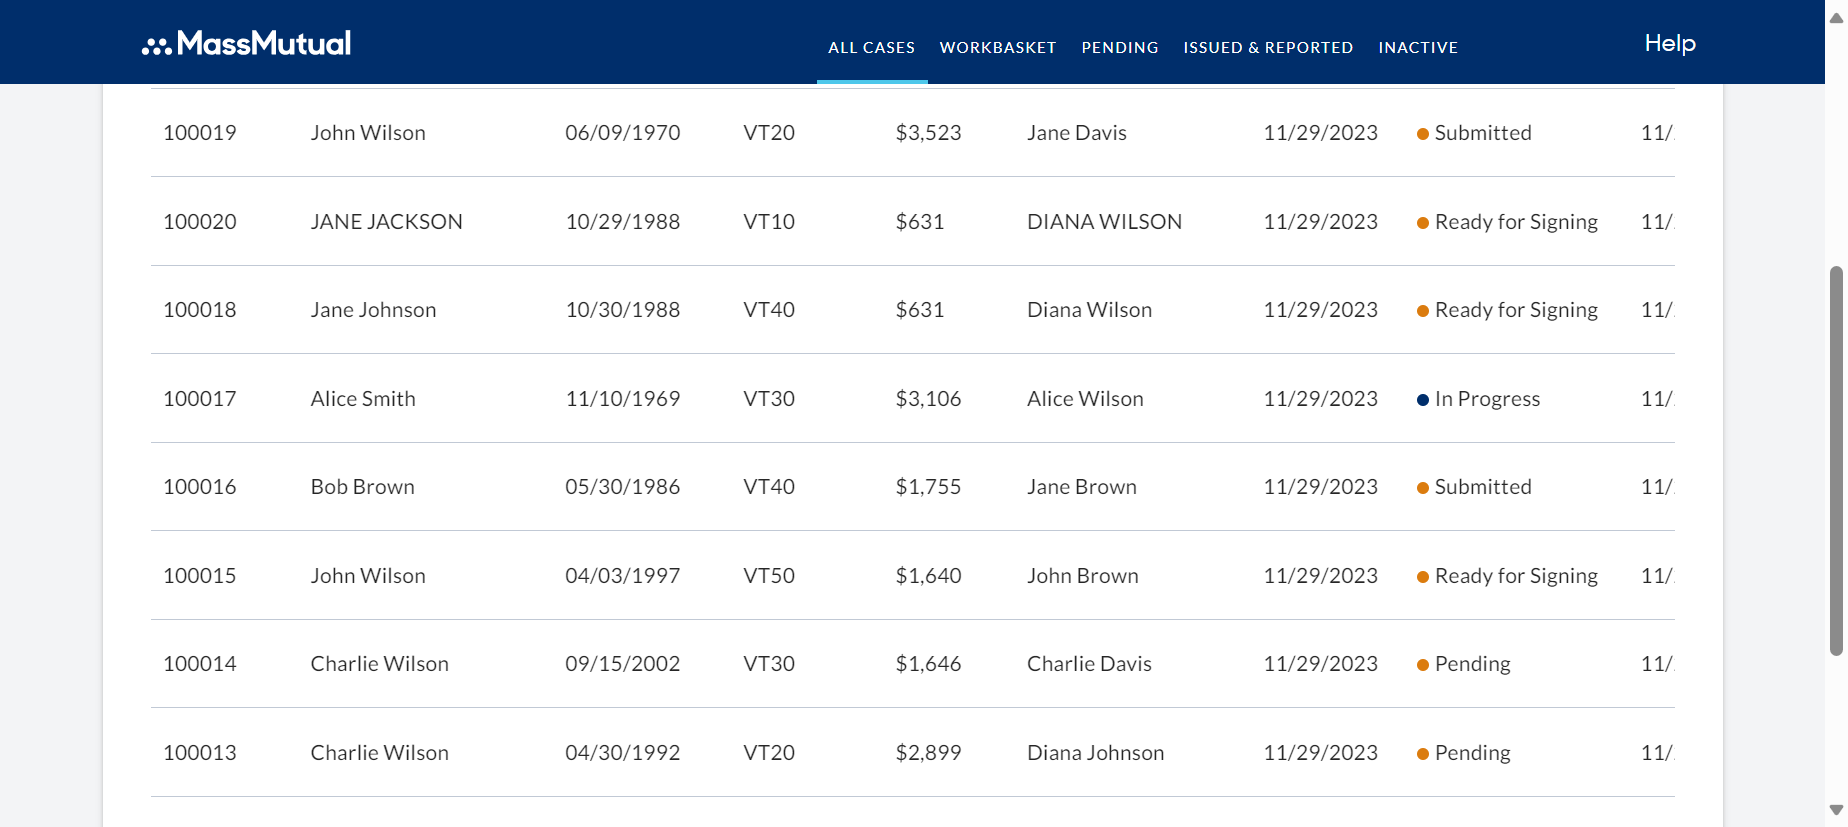 MassMutual ALL CASES WORKBASKET PENDING ISSUED & REPORTED INACTIVE Help
100019 John Wilson 06/09/1970 VT20 $3,523 Jane Davis 11/29/2023 Submitted 11/
100020 JANE JACKSON 10/29/1988 VT10 $631 DIANA WILSON 11/29/2023 Ready for Signing 11/
100018 Jane Johnson 10/30/1988 VT40 $631 Diana Wilson 11/29/2023 Ready for Signing 11/
100017 Alice Smith 11/10/1969 VT30 $3,106 Alice Wilson 11/29/2023 In Progress 11/
100016 Bob Brown 05/30/1986 VT40 $1,755 Jane Brown 11/29/2023 Submitted 11/
100015 John Wilson 04/03/1997 VT50 $1,640 John Brown 11/29/2023 Ready for Signing 11/
100014 Charlie Wilson 09/15/2002 VT30 $1,646 Charlie Davis 11/29/2023 Pending 11/
100013 Charlie Wilson 04/30/1992 VT20 $2,899 Diana Johnson 11/29/2023 Pending 11/